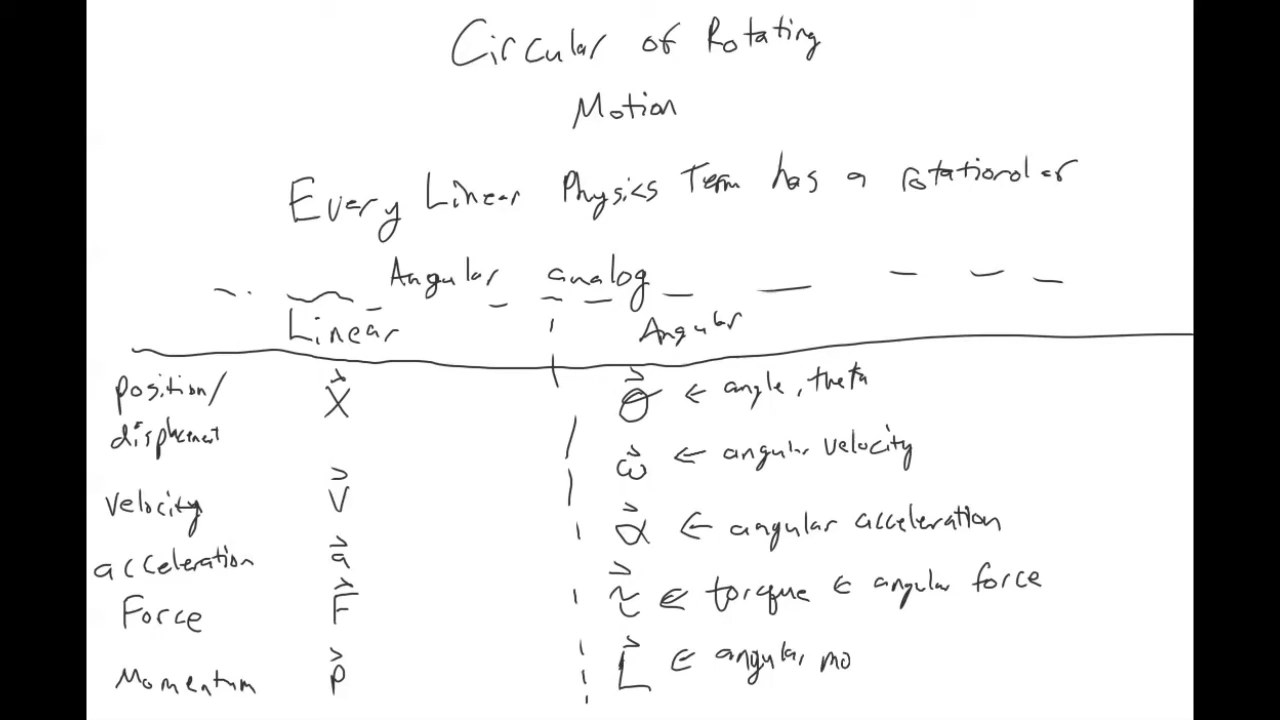 Circular of Rotating
Motion
Every Linear Physics Term has a rotational or
Angular analog
Linear Angular
position/ displacement x⃗ θ⃗ ← angle, theta
velocity v⃗ ω⃗ ← angular velocity
acceleration a⃗ α⃗ ← angular acceleration
Force F⃗ τ⃗ ← torque ← angular force
Momentum p⃗ L⃗ ← angular mo